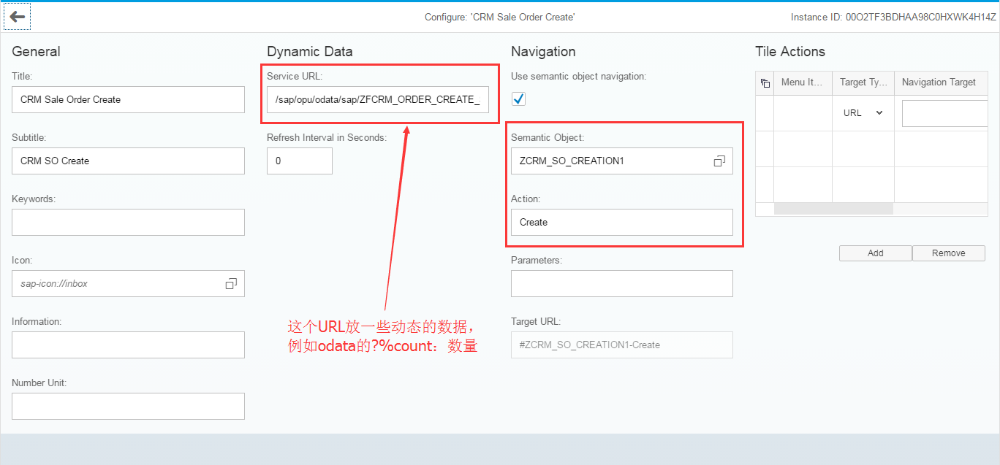 Configure: 'CRM Sale Order Create'
Instance ID: 00O2TF3BDHAA98C0HXWK4H14Z
General
Title:
CRM Sale Order Create
Subtitle:
CRM SO Create
Keywords:
Icon:
sap-icon://inbox
Information:
Number Unit:
Dynamic Data
Service URL:
/sap/opu/odata/sap/ZFCRM_ORDER_CREATE_
Refresh Interval in Seconds:
0
这个URL放一些动态的数据，
例如odata的?%count：数量
Navigation
Use semantic object navigation:
Semantic Object:
ZCRM_SO_CREATION1
Action:
Create
Parameters:
Target URL:
#ZCRM_SO_CREATION1-Create
Tile Actions
Menu It... Target Ty... Navigation Target
URL
Add Remove